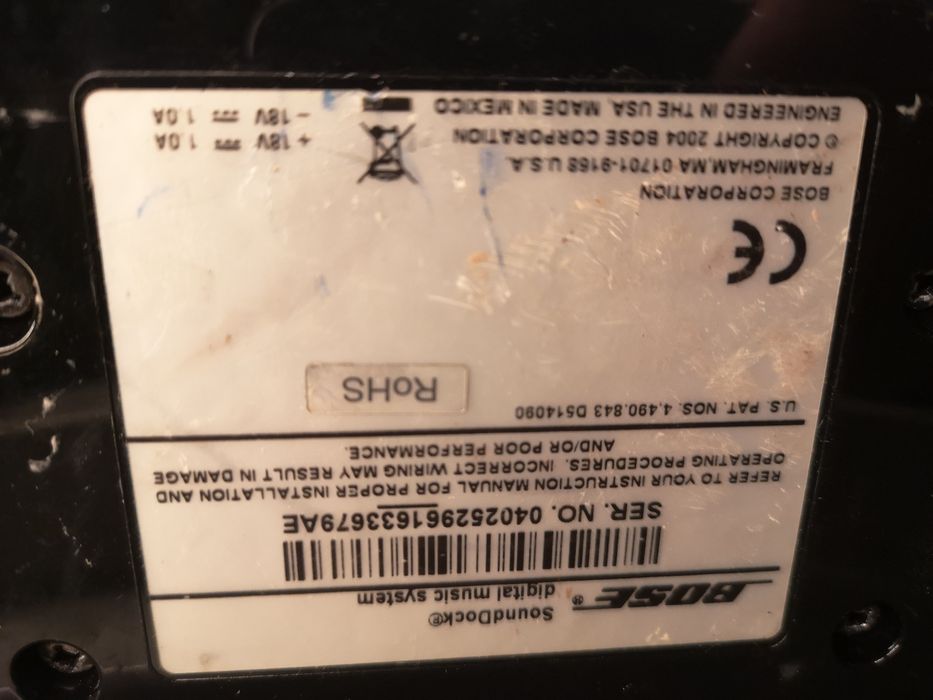 BOSE®
SoundDock®
digital music system
SER. NO. 040252961633679AE
REFER TO YOUR INSTRUCTION MANUAL FOR PROPER INSTALLATION AND
OPERATING PROCEDURES. INCORRECT WIRING MAY RESULT IN DAMAGE
AND/OR POOR PERFORMANCE.
U.S. PAT. NOS. 4,490,843 D514090
RoHS
CE
BOSE CORPORATION
FRAMINGHAM, MA 01701-9168 U.S.A.
© COPYRIGHT 2004 BOSE CORPORATION
ENGINEERED IN THE USA, MADE IN MEXICO
+ 18V ⎓ 1.0A
− 18V ⎓ 1.0A